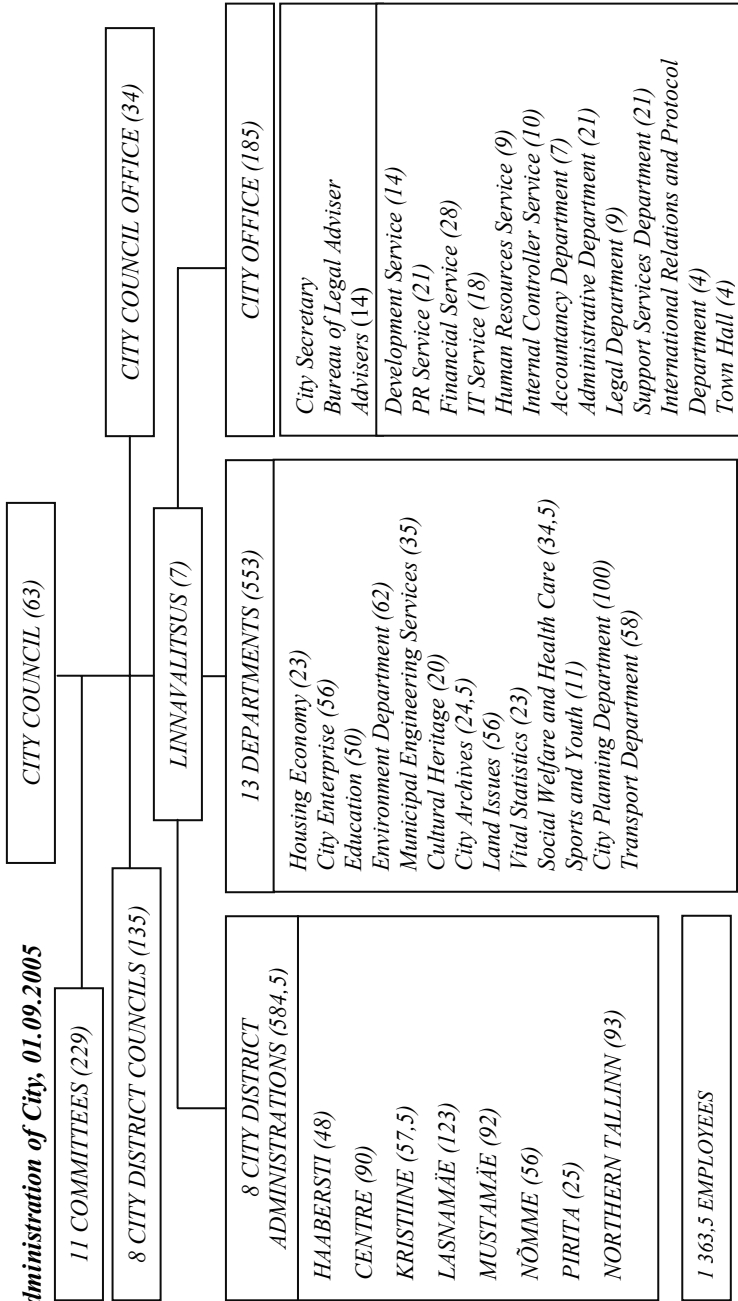 dministration of City, 01.09.2005
CITY COUNCIL (63)
11 COMMITTEES (229)
8 CITY DISTRICT COUNCILS (135)
CITY COUNCIL OFFICE (34)
LINNAVALITSUS (7)
8 CITY DISTRICT
ADMINISTRATIONS (584,5)
HAABERSTI (48)
CENTRE (90)
KRISTIINE (57,5)
LASNAMÄE (123)
MUSTAMÄE (92)
NÕMME (56)
PIRITA (25)
NORTHERN TALLINN (93)
1 363,5 EMPLOYEES
13 DEPARTMENTS (553)
Housing Economy (23)
City Enterprise (56)
Education (50)
Environment Department (62)
Municipal Engineering Services (35)
Cultural Heritage (20)
City Archives (24,5)
Land Issues (56)
Vital Statistics (23)
Social Welfare and Health Care (34,5)
Sports and Youth (11)
City Planning Department (100)
Transport Department (58)
CITY OFFICE (185)
City Secretary
Bureau of Legal Adviser
Advisers (14)
Development Service (14)
PR Service (21)
Financial Service (28)
IT Service (18)
Human Resources Service (9)
Internal Controller Service (10)
Accountancy Department (7)
Administrative Department (21)
Legal Department (9)
Support Services Department (21)
International Relations and Protocol
Department (4)
Town Hall (4)